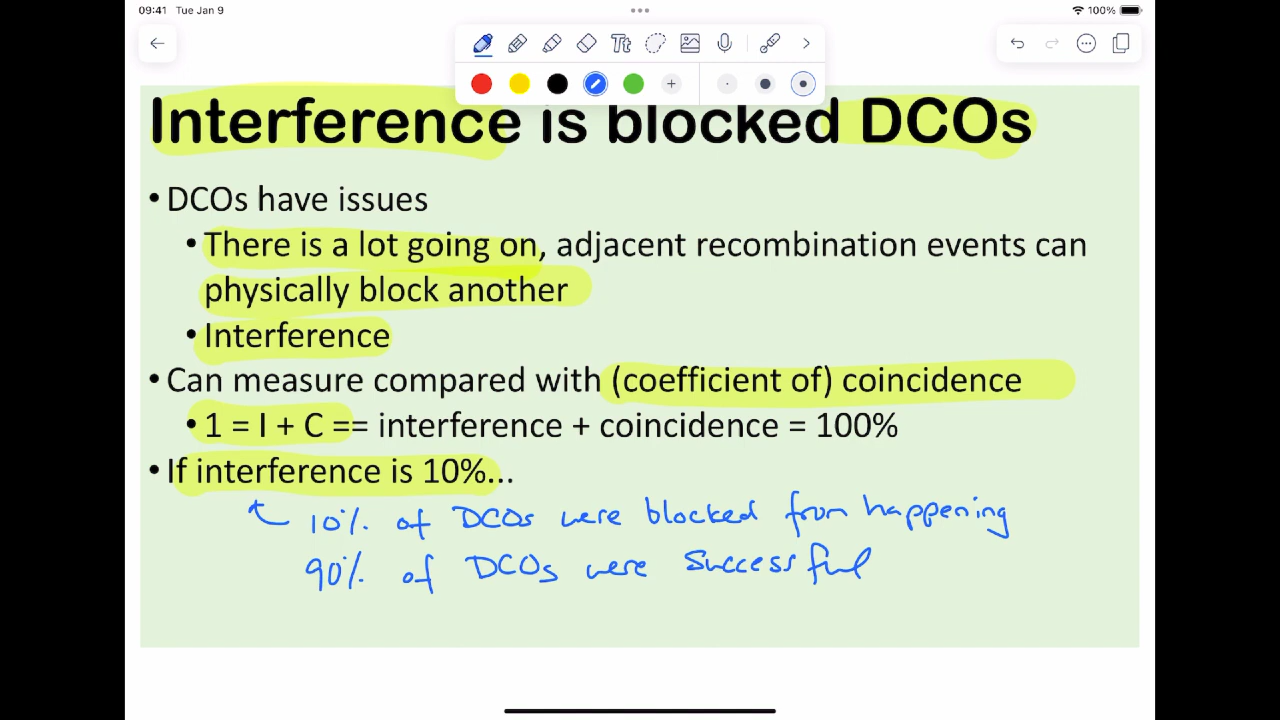 09:41 Tue Jan 9
100%
Tt
Interference is blocked DCOs
• DCOs have issues
• There is a lot going on, adjacent recombination events can
physically block another
• Interference
• Can measure compared with (coefficient of) coincidence
• 1 = I + C == interference + coincidence = 100%
• If interference is 10%...
10% of DCOs were blocked from happening
90% of DCOs were successful